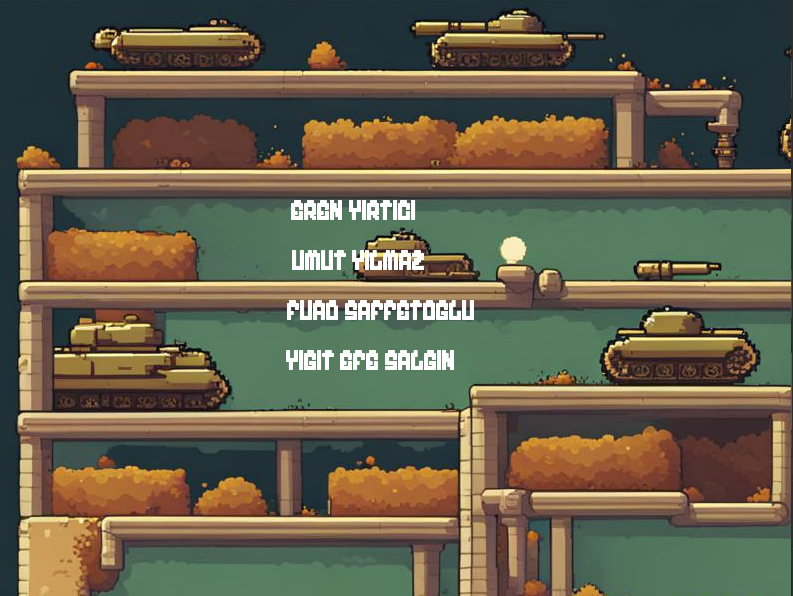 EREN YIRTICI
UMUT YILMAZ
FUAD SAFFETOGLU
YIGIT EFE SALGIN